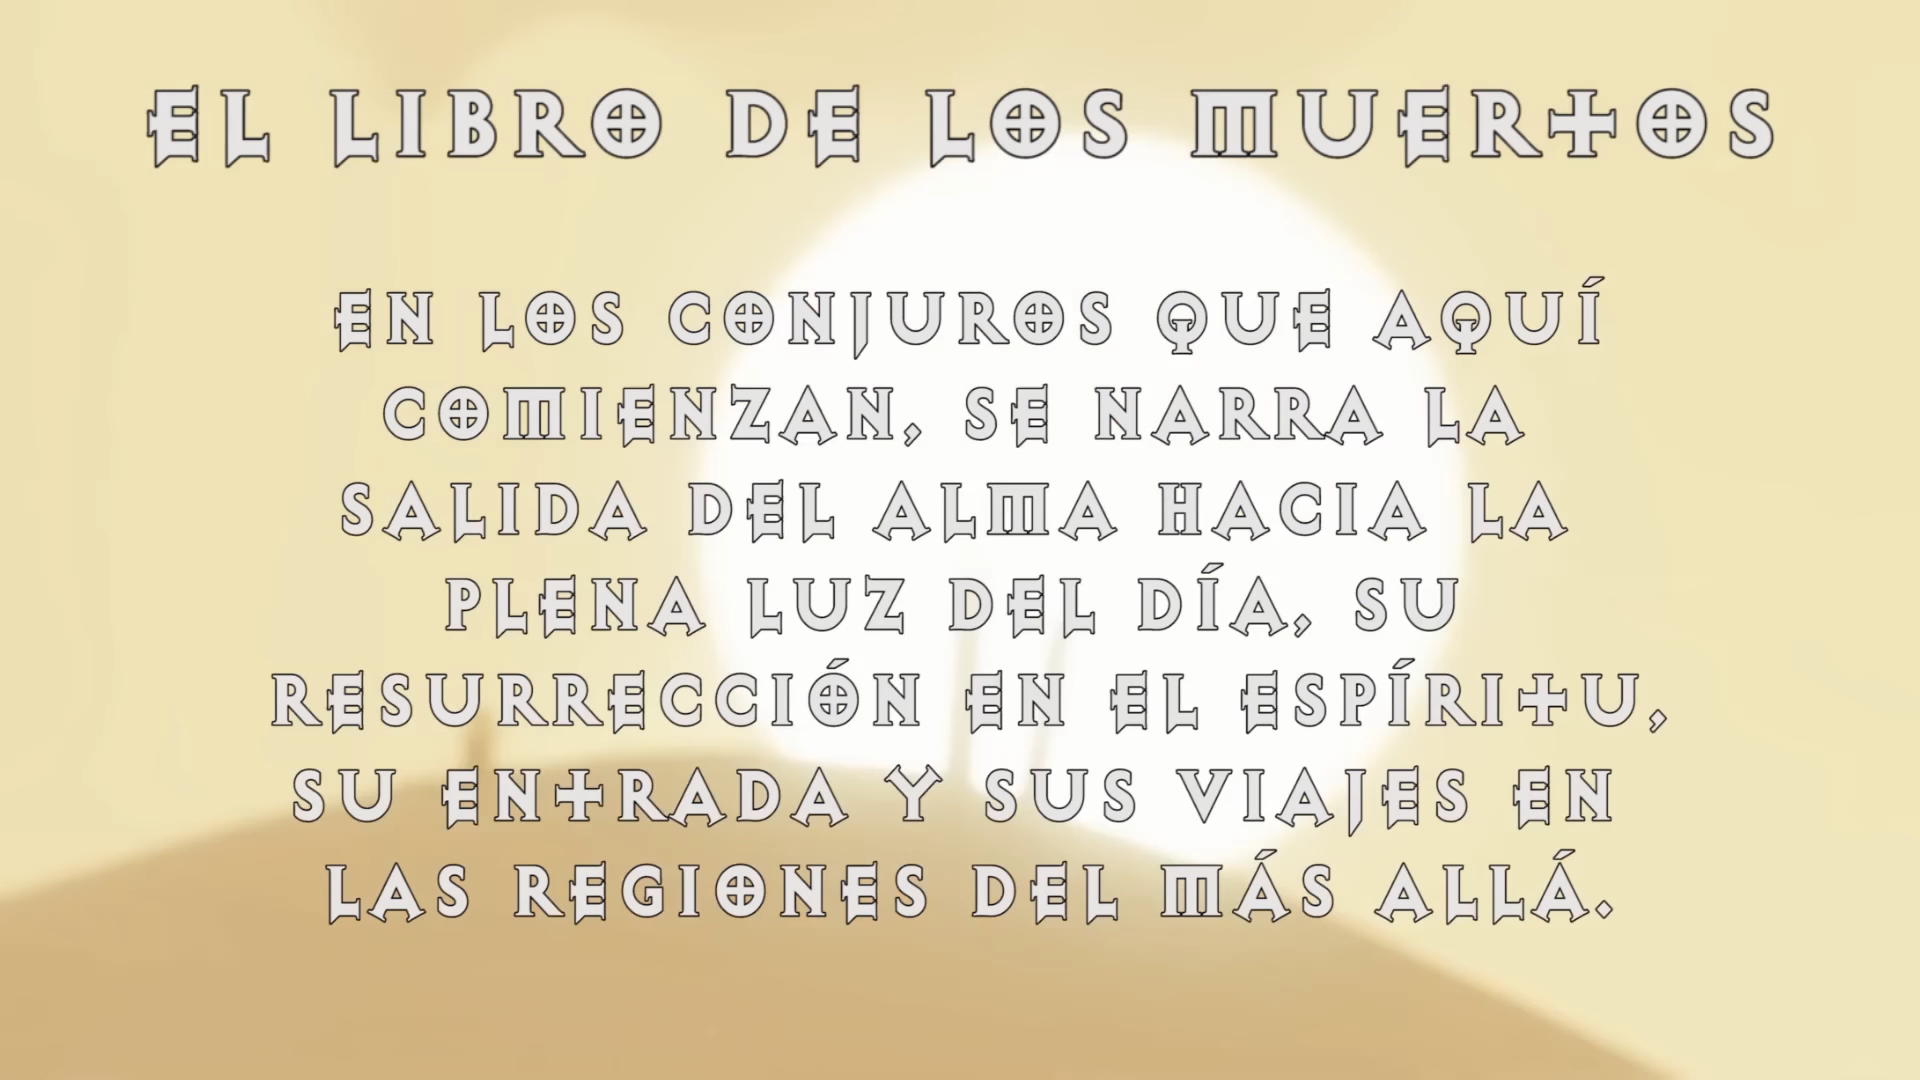 EL LIBRO DE LOS MUERTOS
EN LOS CONJUROS QUE AQUÍ
COMIENZAN, SE NARRA LA
SALIDA DEL ALMA HACIA LA
PLENA LUZ DEL DÍA, SU
RESURRECCIÓN EN EL ESPÍRITU,
SU ENTRADA Y SUS VIAJES EN
LAS REGIONES DEL MÁS ALLÁ.